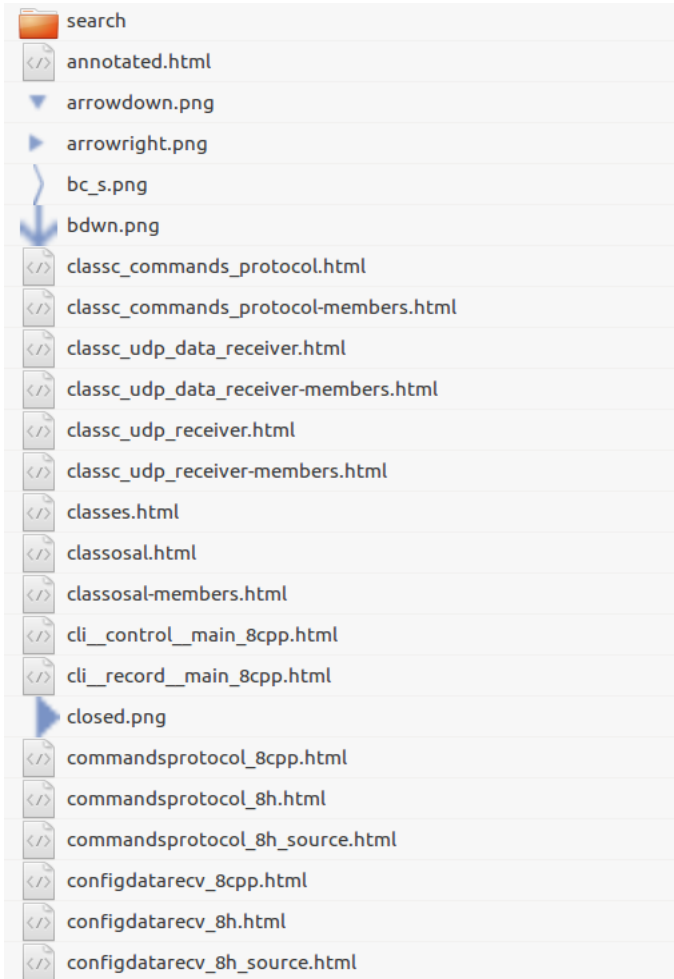 search
annotated.html
arrowdown.png
arrowright.png
bc_s.png
bdwn.png
classc_commands_protocol.html
classc_commands_protocol-members.html
classc_udp_data_receiver.html
classc_udp_data_receiver-members.html
classc_udp_receiver.html
classc_udp_receiver-members.html
classes.html
classosal.html
classosal-members.html
cli__control__main_8cpp.html
cli__record__main_8cpp.html
closed.png
commandsprotocol_8cpp.html
commandsprotocol_8h.html
commandsprotocol_8h_source.html
configdatarecv_8cpp.html
configdatarecv_8h.html
configdatarecv_8h_source.html